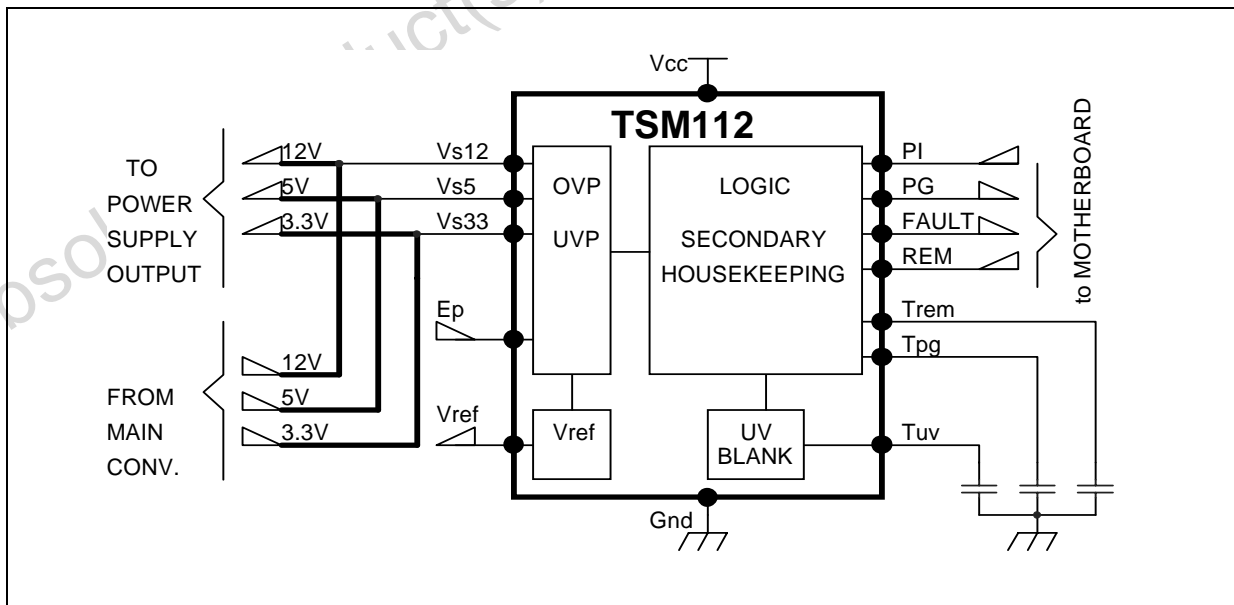 Vcc
TSM112
TO
POWER
SUPPLY
OUTPUT
12V
5V
3.3V
Vs12
Vs5
Vs33
OVP
UVP
LOGIC
SECONDARY
HOUSEKEEPING
PI
PG
FAULT
REM
to MOTHERBOARD
Ep
Trem
Tpg
FROM
MAIN
CONV.
12V
5V
3.3V
Vref
Vref
UV
BLANK
Tuv
Gnd